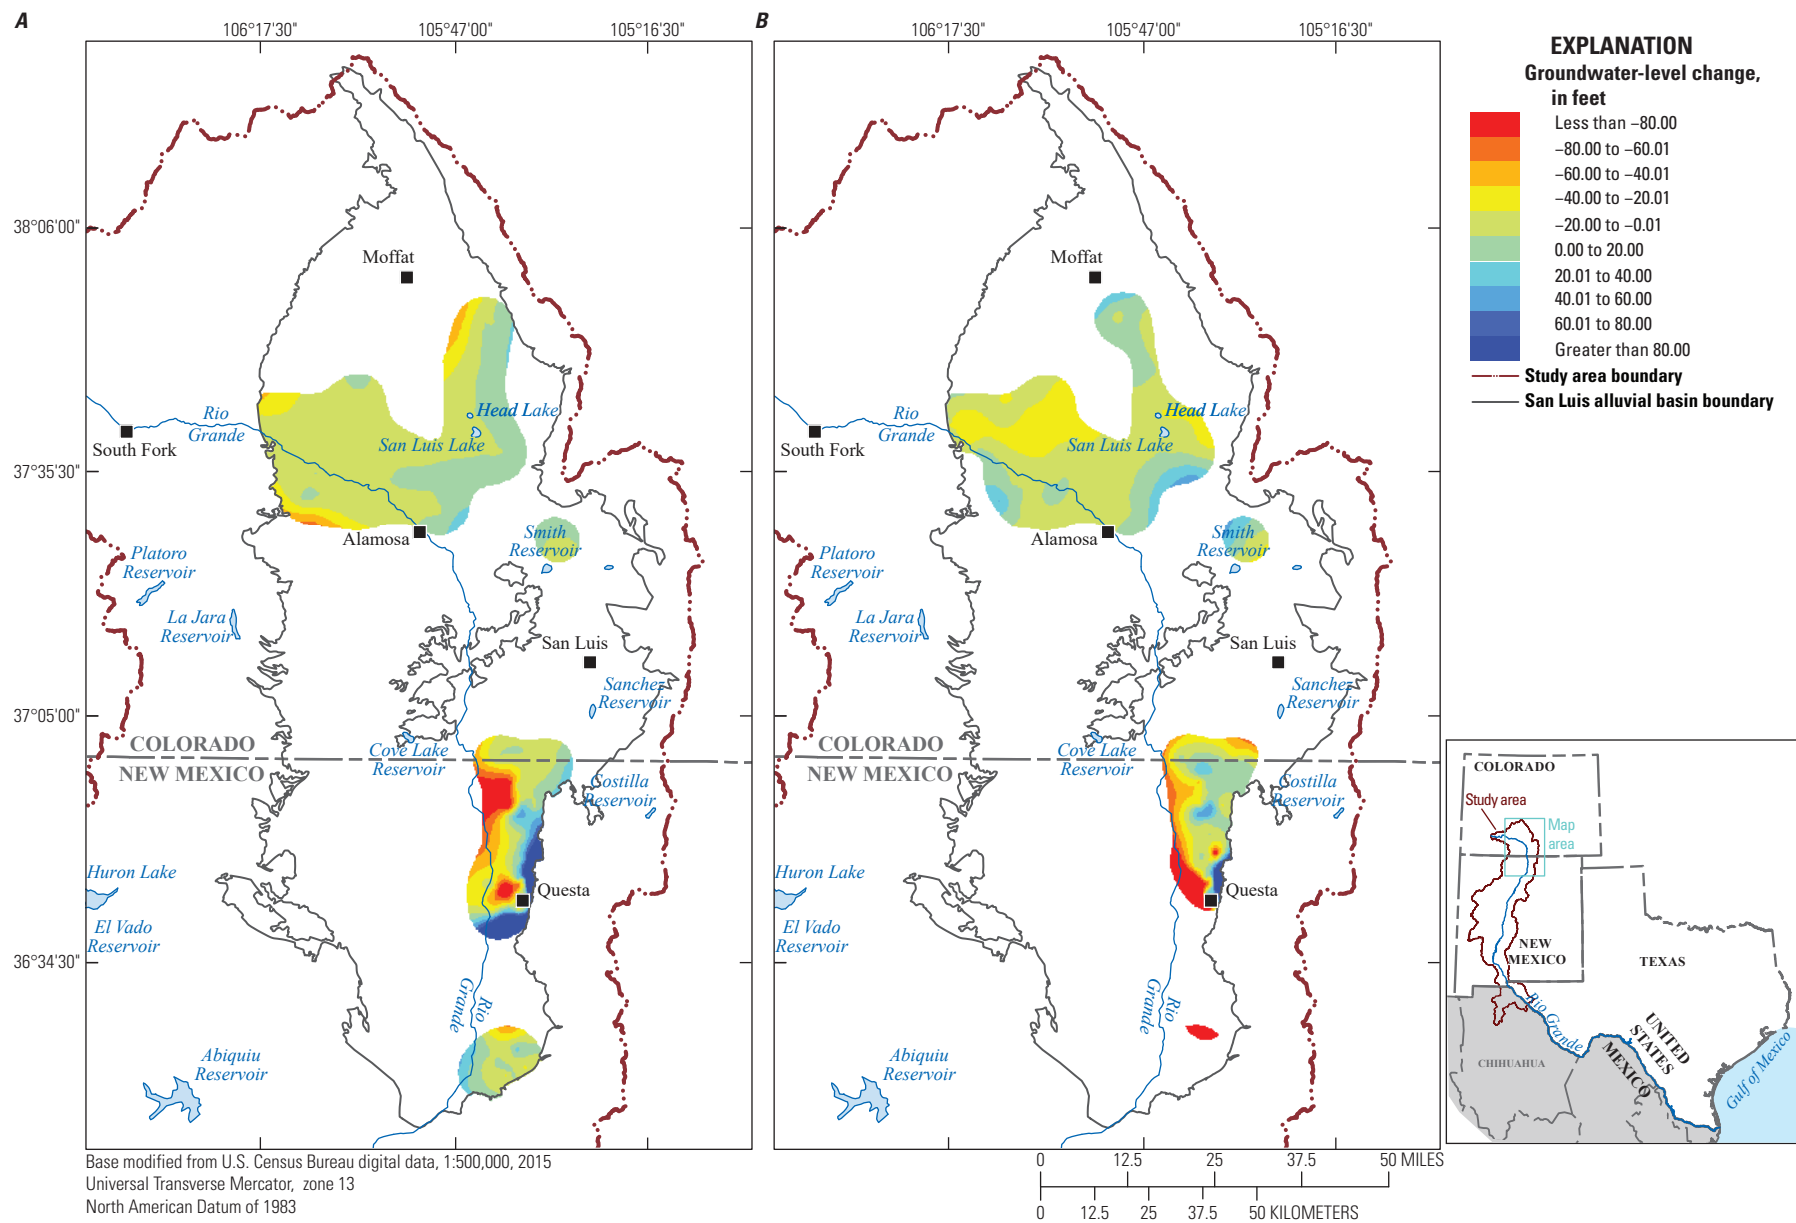 A
106°17'30"
105°47'00"
105°16'30"
38°06'00"
37°35'30"
37°05'00"
36°34'30"
Moffat
Rio
Grande
South Fork
Head Lake
San Luis Lake
Alamosa
Smith
Reservoir
Platoro
Reservoir
La Jara
Reservoir
San Luis
Sanchez
Reservoir
COLORADO
NEW MEXICO
Cove Lake
Reservoir
Costilla
Reservoir
Huron Lake
El Vado
Reservoir
Questa
Rio
Grande
Abiquiu
Reservoir
B
106°17'30"
105°47'00"
105°16'30"
Moffat
Rio
Grande
South Fork
Head Lake
San Luis Lake
Alamosa
Smith
Reservoir
Platoro
Reservoir
La Jara
Reservoir
San Luis
Sanchez
Reservoir
COLORADO
NEW MEXICO
Cove Lake
Reservoir
Costilla
Reservoir
Huron Lake
El Vado
Reservoir
Questa
Rio
Grande
Abiquiu
Reservoir
EXPLANATION
Groundwater-level change,
in feet
Less than −80.00
−80.00 to −60.01
−60.00 to −40.01
−40.00 to −20.01
−20.00 to −0.01
0.00 to 20.00
20.01 to 40.00
40.01 to 60.00
60.01 to 80.00
Greater than 80.00
Study area boundary
San Luis alluvial basin boundary
COLORADO
Study area
Map
area
NEW
MEXICO
TEXAS
Rio Grande
UNITED
STATES
MEXICO
CHIHUAHUA
Gulf of Mexico
Base modified from U.S. Census Bureau digital data, 1:500,000, 2015
Universal Transverse Mercator, zone 13
North American Datum of 1983
0 12.5 25 37.5 50 MILES
0 12.5 25 37.5 50 KILOMETERS